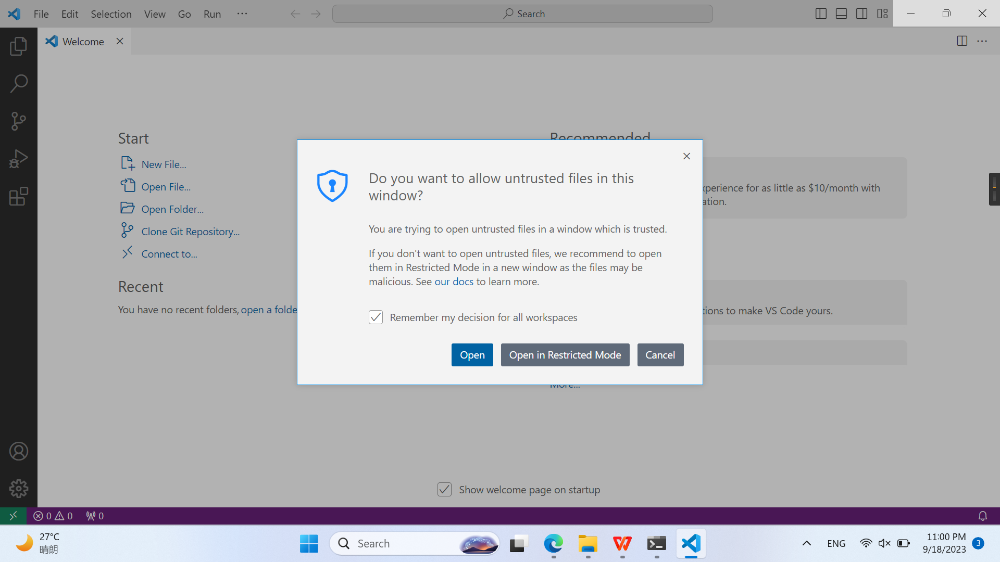 File Edit Selection View Go Run ···
Search
Welcome
Start
Recommended
New File...
Open File...
Open Folder...
Clone Git Repository...
Connect to...
xperience for as little as $10/month with
ation.
Recent
You have no recent folders, open a folde
tions to make VS Code yours.
More...
Do you want to allow untrusted files in this
window?
You are trying to open untrusted files in a window which is trusted.
If you don't want to open untrusted files, we recommend to open
them in Restricted Mode in a new window as the files may be
malicious. See our docs to learn more.
Remember my decision for all workspaces
Open
Open in Restricted Mode
Cancel
Show welcome page on startup
0 0 0
27°C
晴朗
Search
ENG
11:00 PM
9/18/2023
3